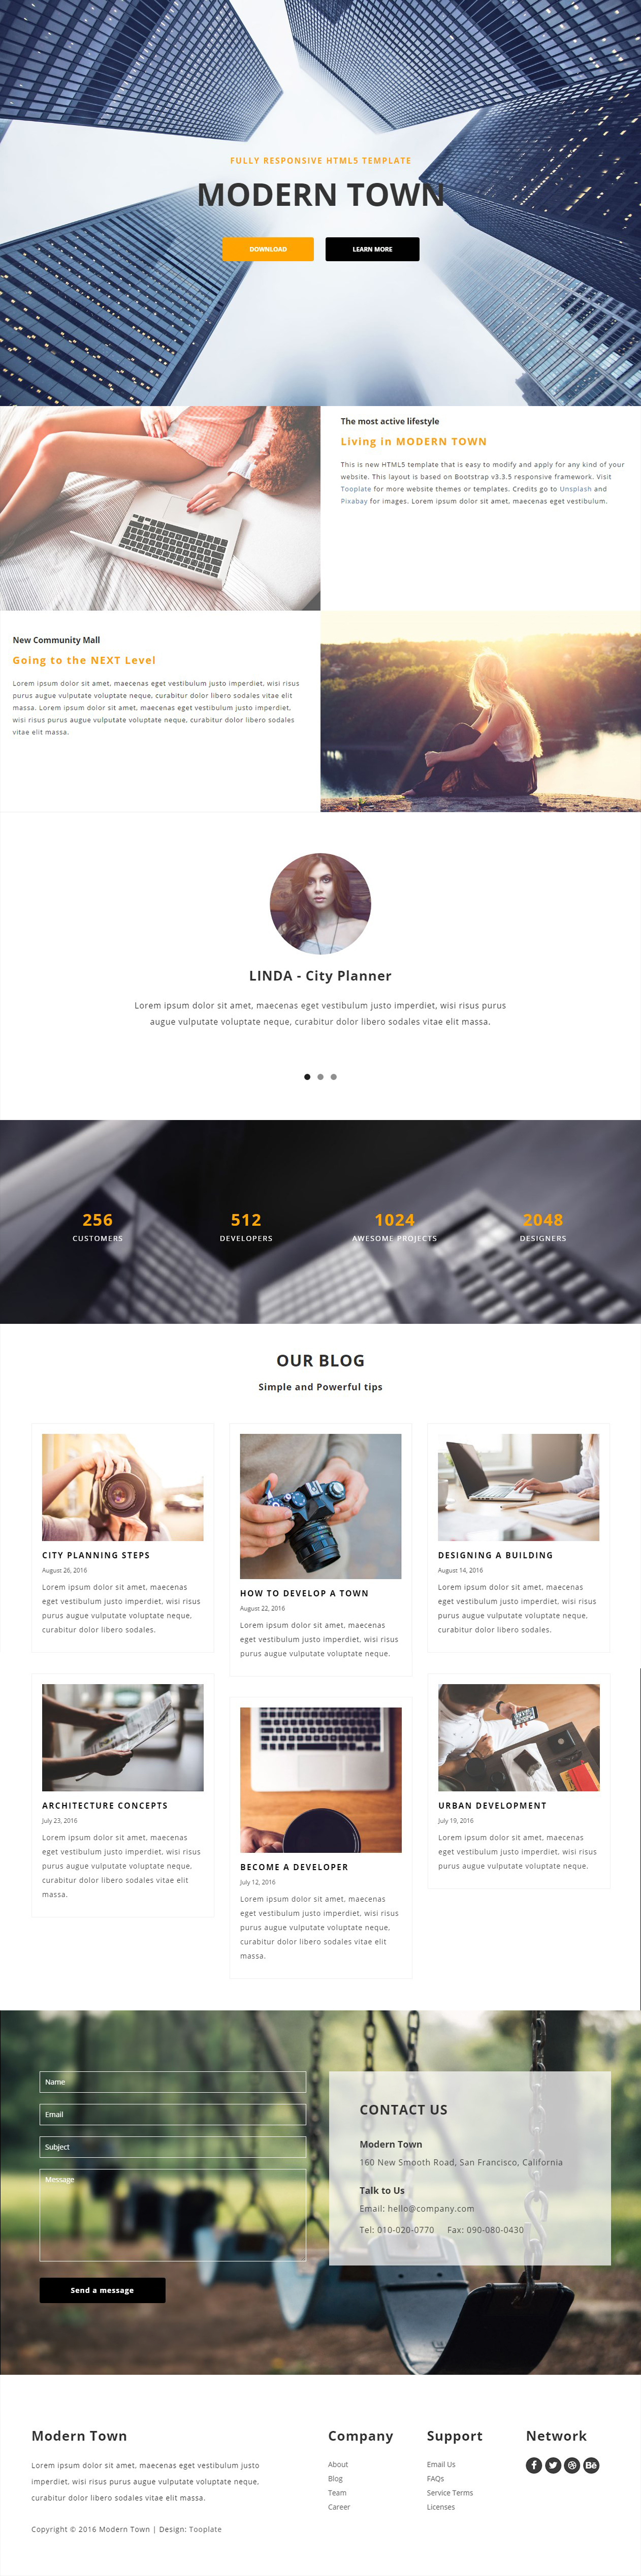 FULLY RESPONSIVE HTML5 TEMPLATE
MODERN TOWN
DOWNLOAD
LEARN MORE
The most active lifestyle
Living in MODERN TOWN
This is new HTML5 template that is easy to modify and apply for any kind of your
website. This layout is based on Bootstrap v3.3.5 responsive framework. Visit
Tooplate for more website themes or templates. Credits go to Unsplash and
Pixabay for images. Lorem ipsum dolor sit amet, maecenas eget vestibulum.
New Community Mall
Going to the NEXT Level
Lorem ipsum dolor sit amet, maecenas eget vestibulum justo imperdiet, wisi risus
purus augue vulputate voluptate neque, curabitur dolor libero sodales vitae elit
massa. Lorem ipsum dolor sit amet, maecenas eget vestibulum justo imperdiet,
wisi risus purus augue vulputate voluptate neque, curabitur dolor libero sodales
vitae elit massa.
LINDA - City Planner
Lorem ipsum dolor sit amet, maecenas eget vestibulum justo imperdiet, wisi risus purus
augue vulputate voluptate neque, curabitur dolor libero sodales vitae elit massa.
256
CUSTOMERS
512
DEVELOPERS
1024
AWESOME PROJECTS
2048
DESIGNERS
OUR BLOG
Simple and Powerful tips
CITY PLANNING STEPS
August 26, 2016
Lorem ipsum dolor sit amet, maecenas
eget vestibulum justo imperdiet, wisi risus
purus augue vulputate voluptate neque,
curabitur dolor libero sodales.
HOW TO DEVELOP A TOWN
August 22, 2016
Lorem ipsum dolor sit amet, maecenas
eget vestibulum justo imperdiet, wisi risus
purus augue vulputate voluptate neque.
DESIGNING A BUILDING
August 14, 2016
Lorem ipsum dolor sit amet, maecenas
eget vestibulum justo imperdiet, wisi risus
purus augue vulputate voluptate neque,
curabitur dolor libero sodales.
ARCHITECTURE CONCEPTS
July 23, 2016
Lorem ipsum dolor sit amet, maecenas
eget vestibulum justo imperdiet, wisi risus
purus augue vulputate voluptate neque,
curabitur dolor libero sodales vitae elit
massa.
BECOME A DEVELOPER
July 12, 2016
Lorem ipsum dolor sit amet, maecenas
eget vestibulum justo imperdiet, wisi risus
purus augue vulputate voluptate neque,
curabitur dolor libero sodales vitae elit
massa.
URBAN DEVELOPMENT
July 19, 2016
Lorem ipsum dolor sit amet, maecenas
eget vestibulum justo imperdiet, wisi risus
purus augue vulputate voluptate neque.
Name
Email
Subject
Message
Send a message
CONTACT US
Modern Town
160 New Smooth Road, San Francisco, California
Talk to Us
Email: hello@company.com
Tel: 010-020-0770 Fax: 090-080-0430
Modern Town
Lorem ipsum dolor sit amet, maecenas eget vestibulum justo
imperdiet, wisi risus purus augue vulputate voluptate neque,
curabitur dolor libero sodales vitae elit massa.
Copyright © 2016 Modern Town | Design: Tooplate
Company
About
Blog
Team
Career
Support
Email Us
FAQs
Service Terms
Licenses
Network